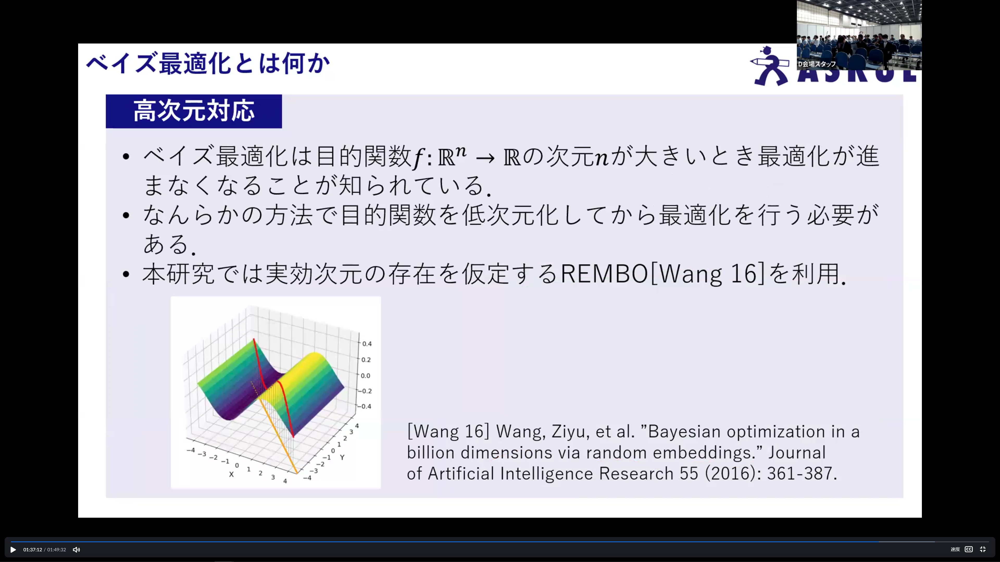 ベイズ最適化とは何か
ASKUL
D会場スタッフ
高次元対応
• ベイズ最適化は目的関数f: ℝⁿ → ℝの次元nが大きいとき最適化が進
まなくなることが知られている．
• なんらかの方法で目的関数を低次元化してから最適化を行う必要が
ある．
• 本研究では実効次元の存在を仮定するREMBO[Wang 16]を利用．
0.4
0.2
0.0
−0.2
−0.4
−4 −3 −2 −1 0 1 2 3 4
X
−4 −3 −2 −1 0 1 2 3 4
Y
[Wang 16] Wang, Ziyu, et al. ”Bayesian optimization in a
billion dimensions via random embeddings.” Journal
of Artificial Intelligence Research 55 (2016): 361-387.
01:37:12 / 01:49:32
速度
CC